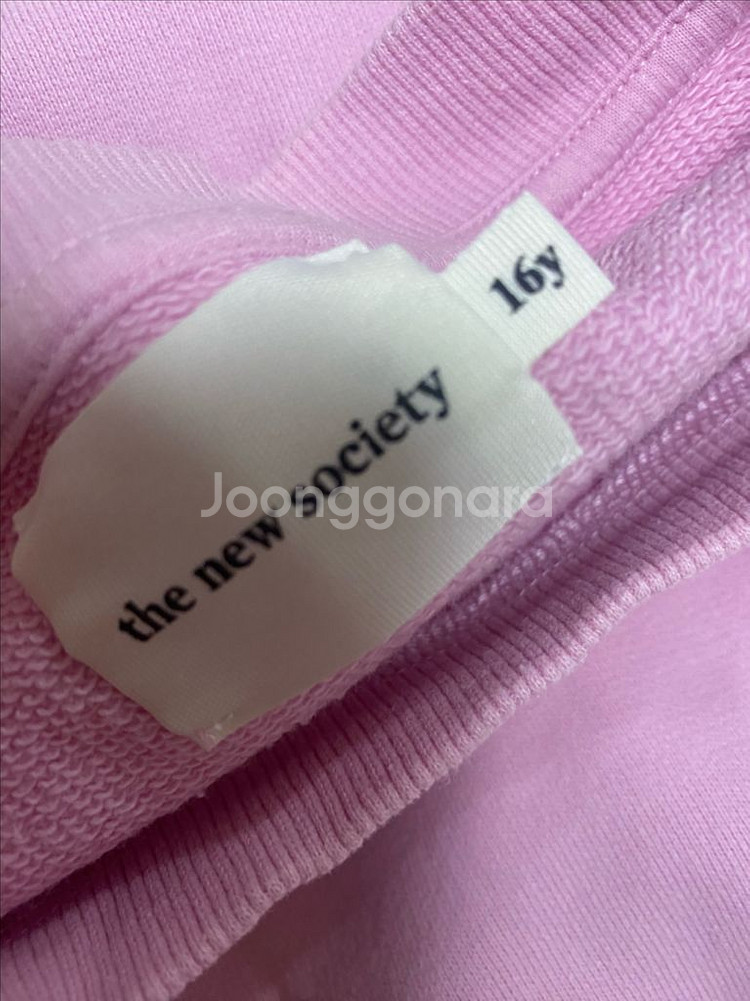 16y
the new society
Joonggonara